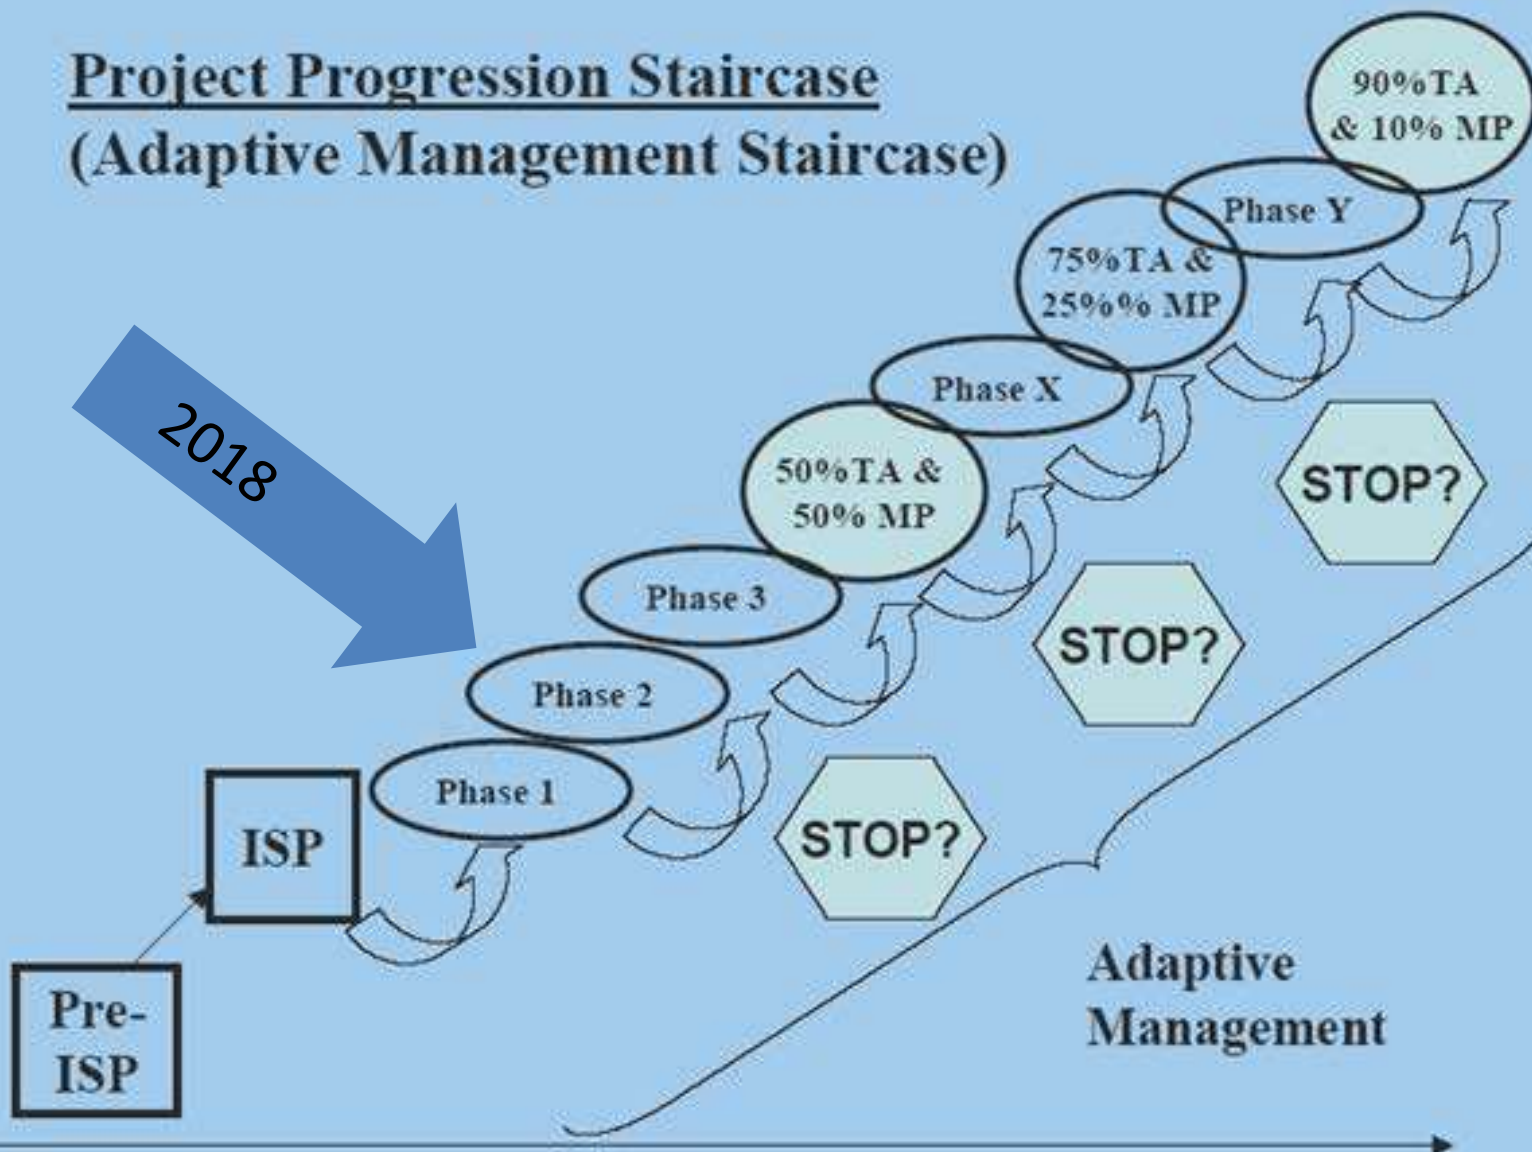 Project Progression Staircase
(Adaptive Management Staircase)
90%TA
& 10% MP
Phase Y
75%TA &
25%% MP
Phase X
2018
50%TA &
50% MP
STOP?
Phase 3
STOP?
Phase 2
Phase 1
STOP?
ISP
Adaptive
Management
Pre-
ISP